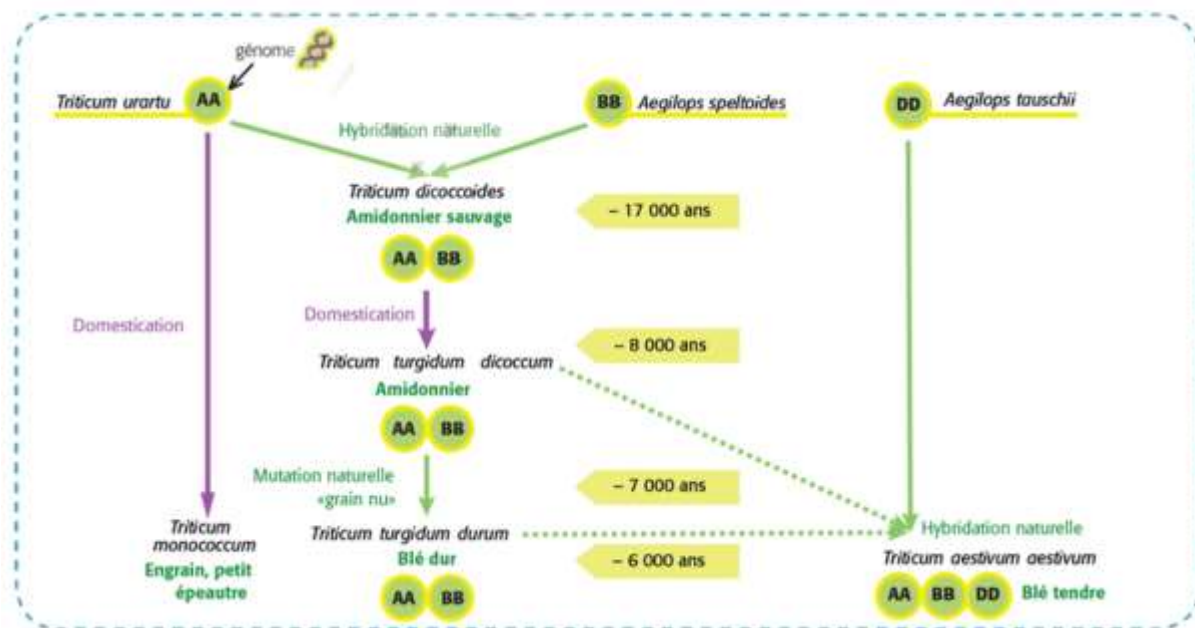 génome
Triticum urartu AA
BB Aegilops speltoides
DD Aegilops tauschii
Hybridation naturelle
Triticum dicoccoides
Amidonnier sauvage
AA BB
– 17 000 ans
Domestication
Domestication
– 8 000 ans
Triticum turgidum dicoccum
Amidonnier
AA BB
Mutation naturelle
«grain nu»
– 7 000 ans
Triticum
monococcum
Engrain, petit
épeautre
Triticum turgidum durum
Blé dur
AA BB
– 6 000 ans
Hybridation naturelle
Triticum aestivum aestivum
AA BB DD Blé tendre